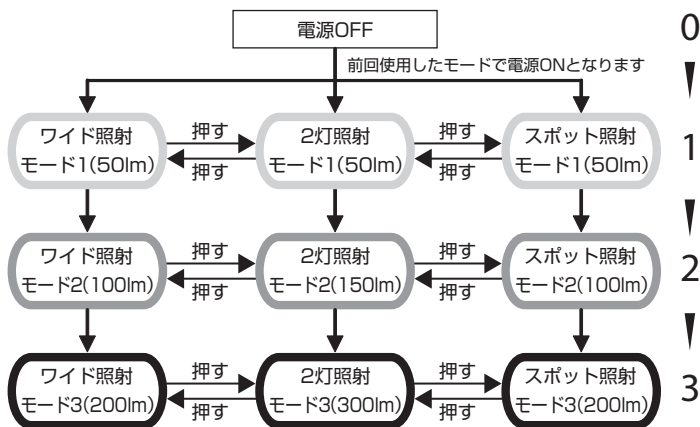 電源OFF
0
前回使用したモードで電源ONとなります
ワイド照射
モード1(50lm)
押す
押す
2灯照射
モード1(50lm)
押す
押す
スポット照射
モード1(50lm)
1
ワイド照射
モード2(100lm)
押す
押す
2灯照射
モード2(150lm)
押す
押す
スポット照射
モード2(100lm)
2
ワイド照射
モード3(200lm)
押す
押す
2灯照射
モード3(300lm)
押す
押す
スポット照射
モード3(200lm)
3